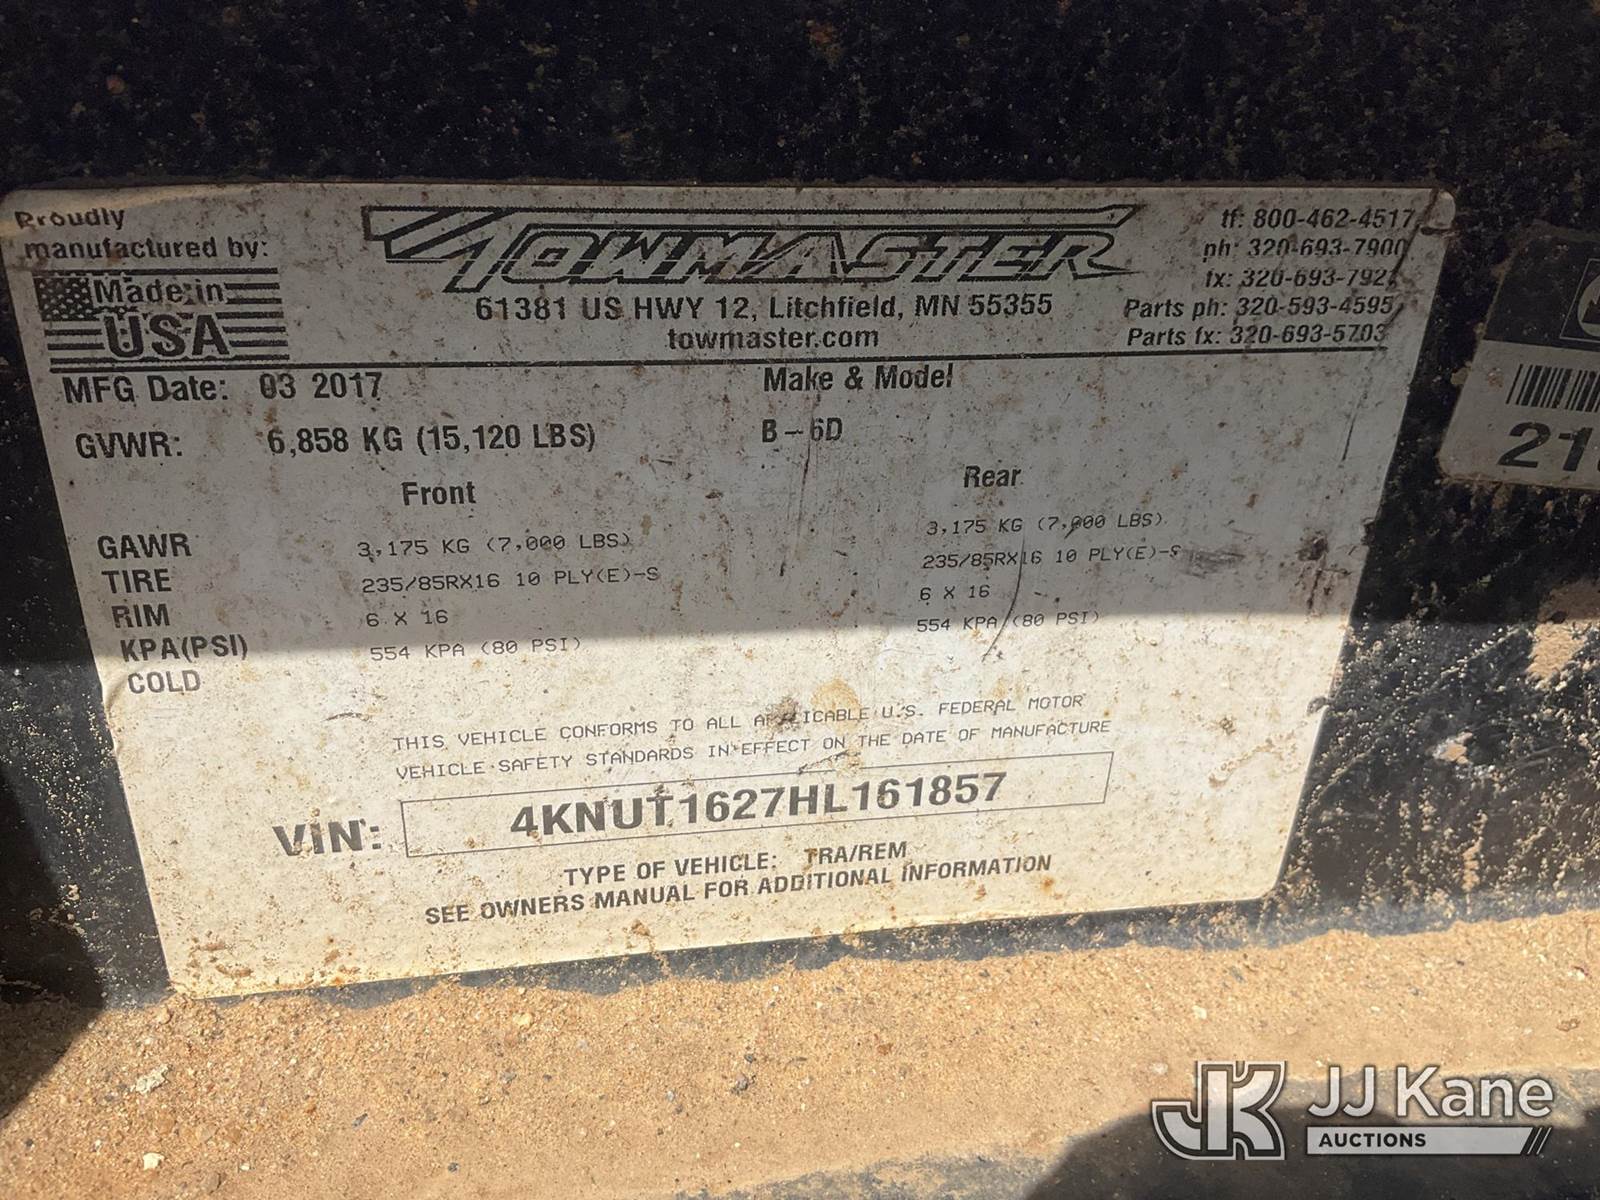 Proudly
manufactured by:
Made in
USA
TOWMASTER
61381 US HWY 12, Litchfield, MN 55355
towmaster.com
tf: 800-462-4517
ph: 320-693-7900
fx: 320-693-7921
Parts ph: 320-593-4595
Parts fx: 320-693-5703
MFG Date: 03 2017
Make & Model
GVWR: 6,858 KG (15,120 LBS)
B-6D
Front
Rear
GAWR 3,175 KG (7,000 LBS) 3,175 KG (7,000 LBS)
TIRE 235/85RX16 10 PLY(E)-S 235/85RX16 10 PLY(E)-S
RIM 6 X 16 6 X 16
KPA(PSI) 554 KPA (80 PSI) 554 KPA (80 PSI)
COLD
THIS VEHICLE CONFORMS TO ALL APPLICABLE U.S. FEDERAL MOTOR
VEHICLE SAFETY STANDARDS IN EFFECT ON THE DATE OF MANUFACTURE
VIN: 4KNUT1627HL161857
TYPE OF VEHICLE: TRA/REM
SEE OWNERS MANUAL FOR ADDITIONAL INFORMATION
JK JJ Kane
AUCTIONS